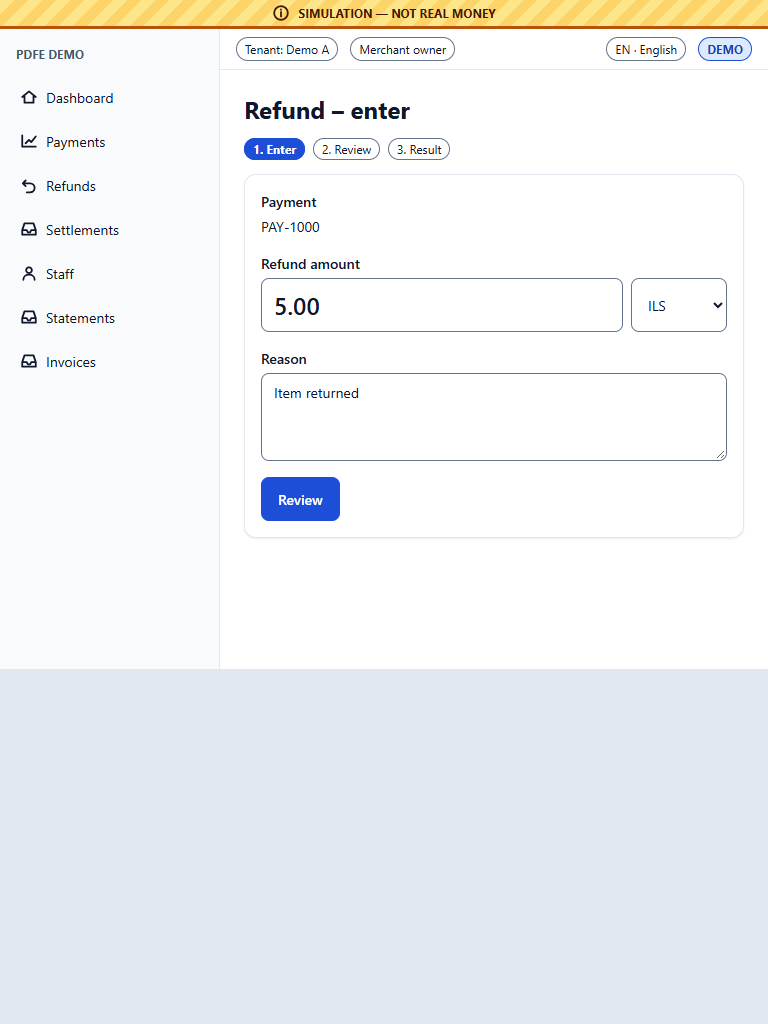 SIMULATION — NOT REAL MONEY
PDFE DEMO
Tenant: Demo A
Merchant owner
EN · English
DEMO
Dashboard
Payments
Refunds
Settlements
Staff
Statements
Invoices
Refund – enter
1. Enter
2. Review
3. Result
Payment
PAY-1000
Refund amount
5.00
ILS
Reason
Item returned
Review